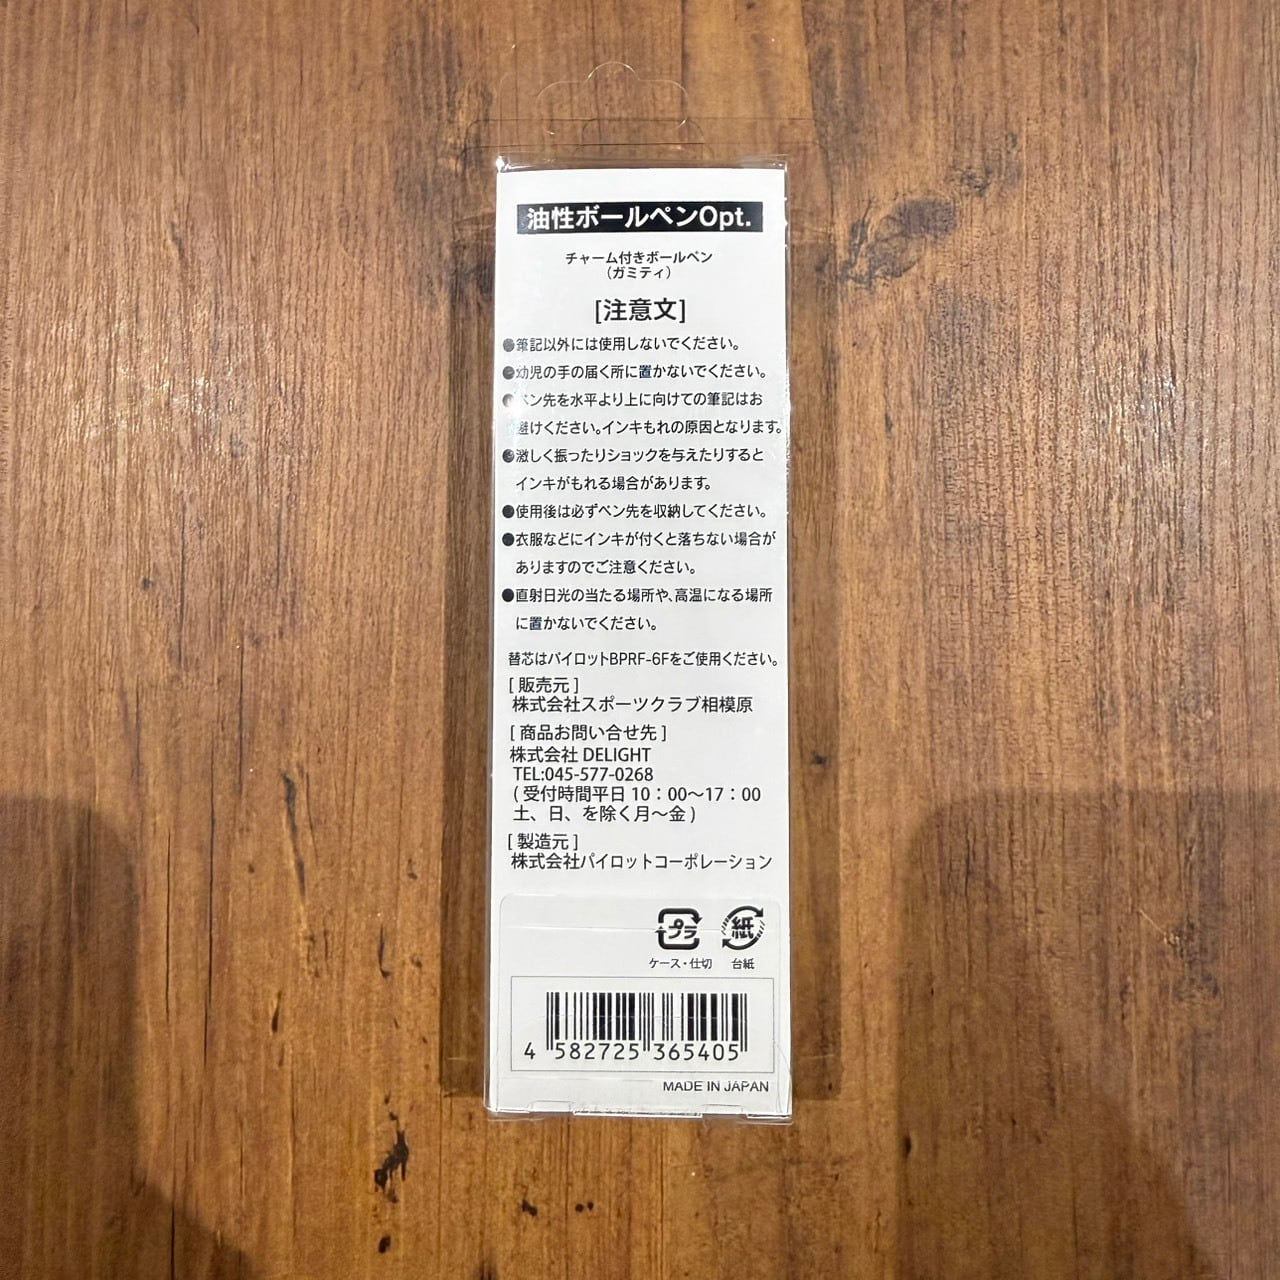 油性ボールペンOpt.
チャーム付きボールペン
(ガミティ)
[注意文]
●筆記以外には使用しないでください。
●幼児の手の届く所に置かないでください。
●ペン先を水平より上に向けての筆記はお
避けください。インキもれの原因となります。
●激しく振ったりショックを与えたりすると
インキがもれる場合があります。
●使用後は必ずペン先を収納してください。
●衣服などにインキが付くと落ちない場合が
ありますのでご注意ください。
●直射日光の当たる場所や、高温になる場所
に置かないでください。
替芯はパイロットBPRF-6Fをご使用ください。
[ 販売元 ]
株式会社スポーツクラブ相模原
[ 商品お問い合せ先 ]
株式会社 DELIGHT
TEL:045-577-0268
( 受付時間平日 10：00〜17：00
土、日、を除く月〜金 )
[ 製造元 ]
株式会社パイロットコーポレーション
プラ 紙
ケース・仕切 台紙
4 582725 365405
MADE IN JAPAN